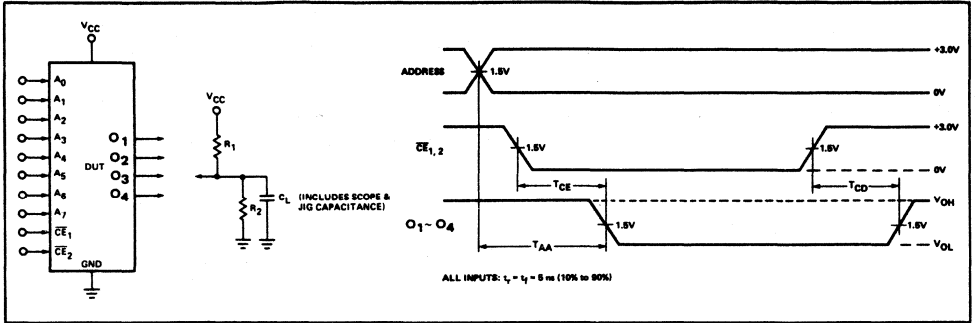 VCC
A0
A1
A2
A3
A4
A5
A6
A7
CE1
CE2
DUT
O1
O2
O3
O4
GND
VCC
R1
R2
CL (INCLUDES SCOPE &
JIG CAPACITANCE)
ADDRESS
1.5V
+3.0V
0V
CE1, 2
1.5V
1.5V
+3.0V
0V
TCE
TCD
O1~ O4
1.5V
1.5V
VOH
VOL
TAA
ALL INPUTS: tr = tf = 5 ns (10% to 90%)